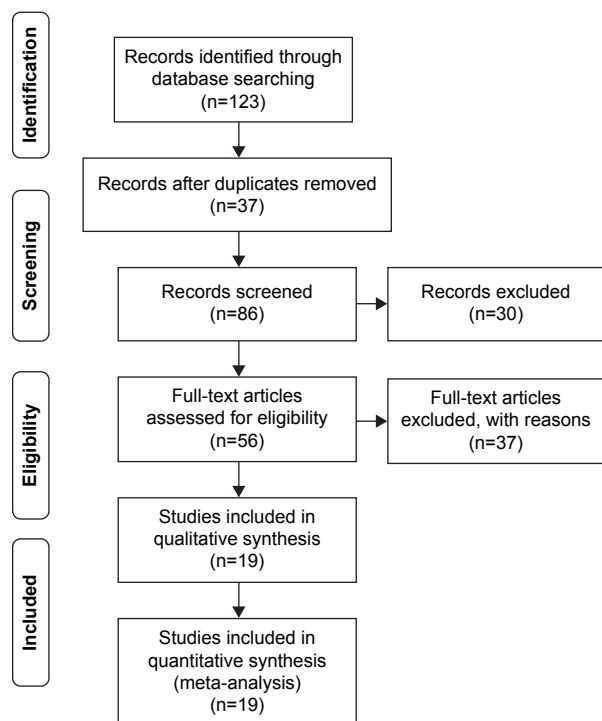 Identification
Records identified through
database searching
(n=123)
Records after duplicates removed
(n=37)
Screening
Records screened
(n=86)
Records excluded
(n=30)
Eligibility
Full-text articles
assessed for eligibility
(n=56)
Full-text articles
excluded, with reasons
(n=37)
Studies included in
qualitative synthesis
(n=19)
Included
Studies included in
quantitative synthesis
(meta-analysis)
(n=19)